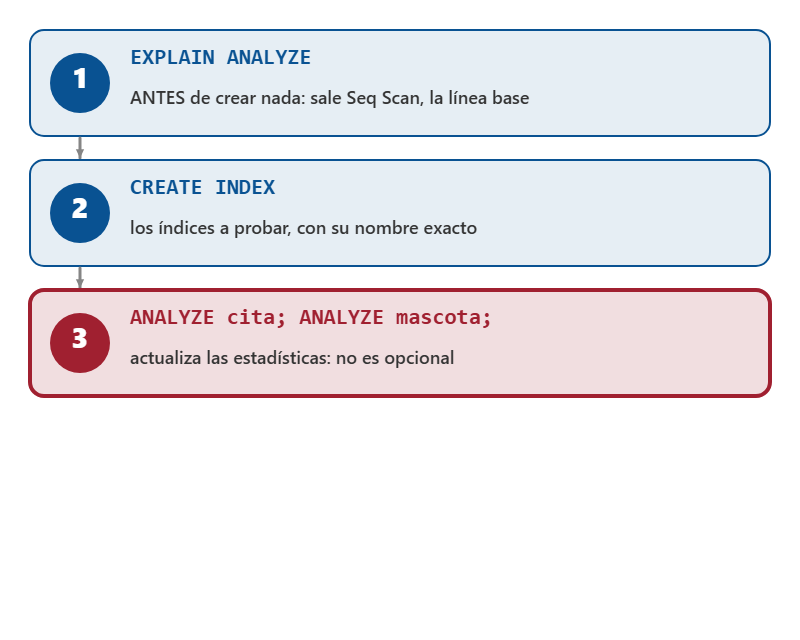 1
EXPLAIN ANALYZE
ANTES de crear nada: sale Seq Scan, la línea base
2
CREATE INDEX
los índices a probar, con su nombre exacto
3
ANALYZE cita; ANALYZE mascota;
actualiza las estadísticas: no es opcional